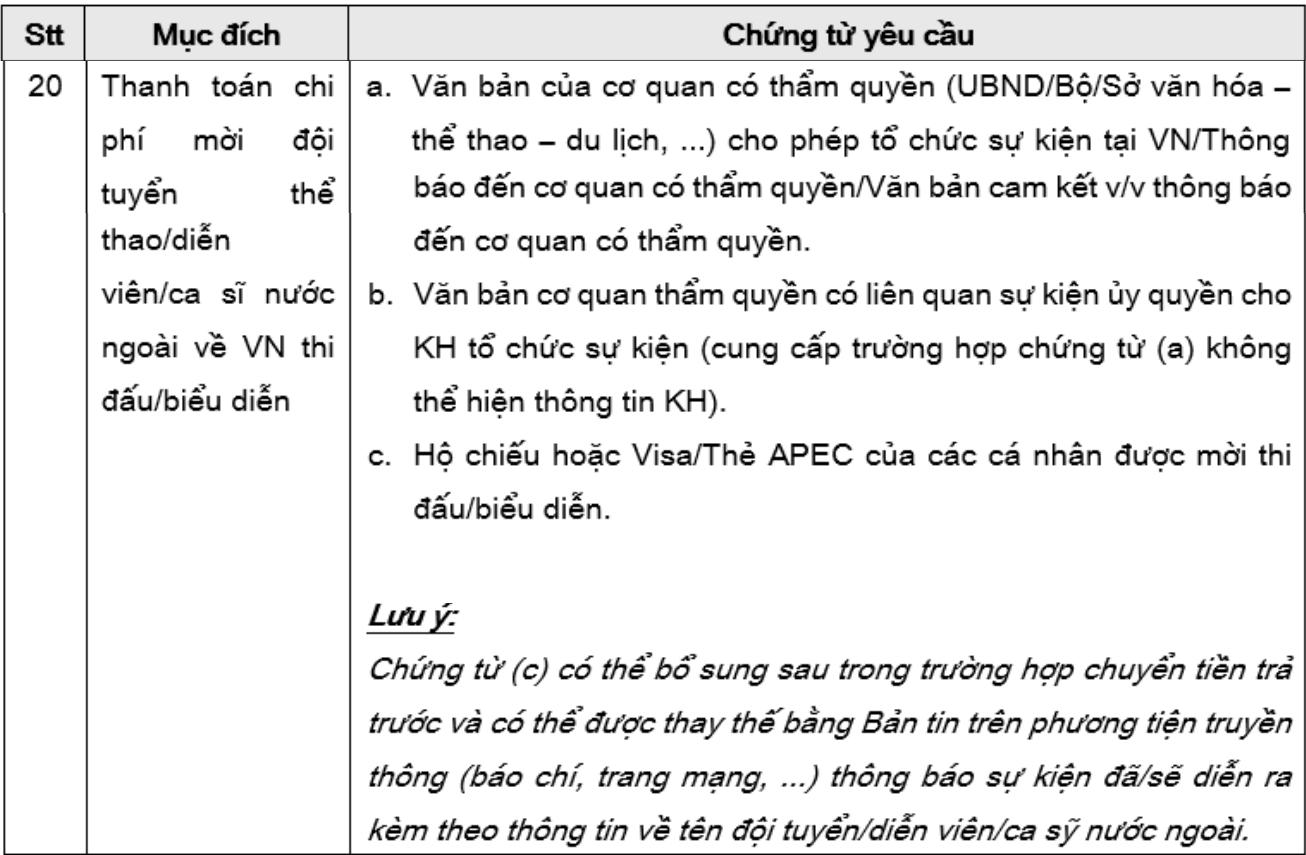 Stt Mục đích Chứng từ yêu cầu
20 Thanh toán chi phí mời đội tuyển thể thao/diễn viên/ca sĩ nước ngoài về VN thi đấu/biểu diễn
a. Văn bản của cơ quan có thẩm quyền (UBND/Bộ/Sở văn hóa –
thể thao – du lịch, ...) cho phép tổ chức sự kiện tại VN/Thông
báo đến cơ quan có thẩm quyền/Văn bản cam kết v/v thông báo
đến cơ quan có thẩm quyền.
b. Văn bản cơ quan thẩm quyền có liên quan sự kiện ủy quyền cho
KH tổ chức sự kiện (cung cấp trường hợp chứng từ (a) không
thể hiện thông tin KH).
c. Hộ chiếu hoặc Visa/Thẻ APEC của các cá nhân được mời thi
đấu/biểu diễn.
Lưu ý:
Chứng từ (c) có thể bổ sung sau trong trường hợp chuyển tiền trả
trước và có thể được thay thế bằng Bản tin trên phương tiện truyền
thông (báo chí, trang mạng, ...) thông báo sự kiện đã/sẽ diễn ra
kèm theo thông tin về tên đội tuyển/diễn viên/ca sỹ nước ngoài.